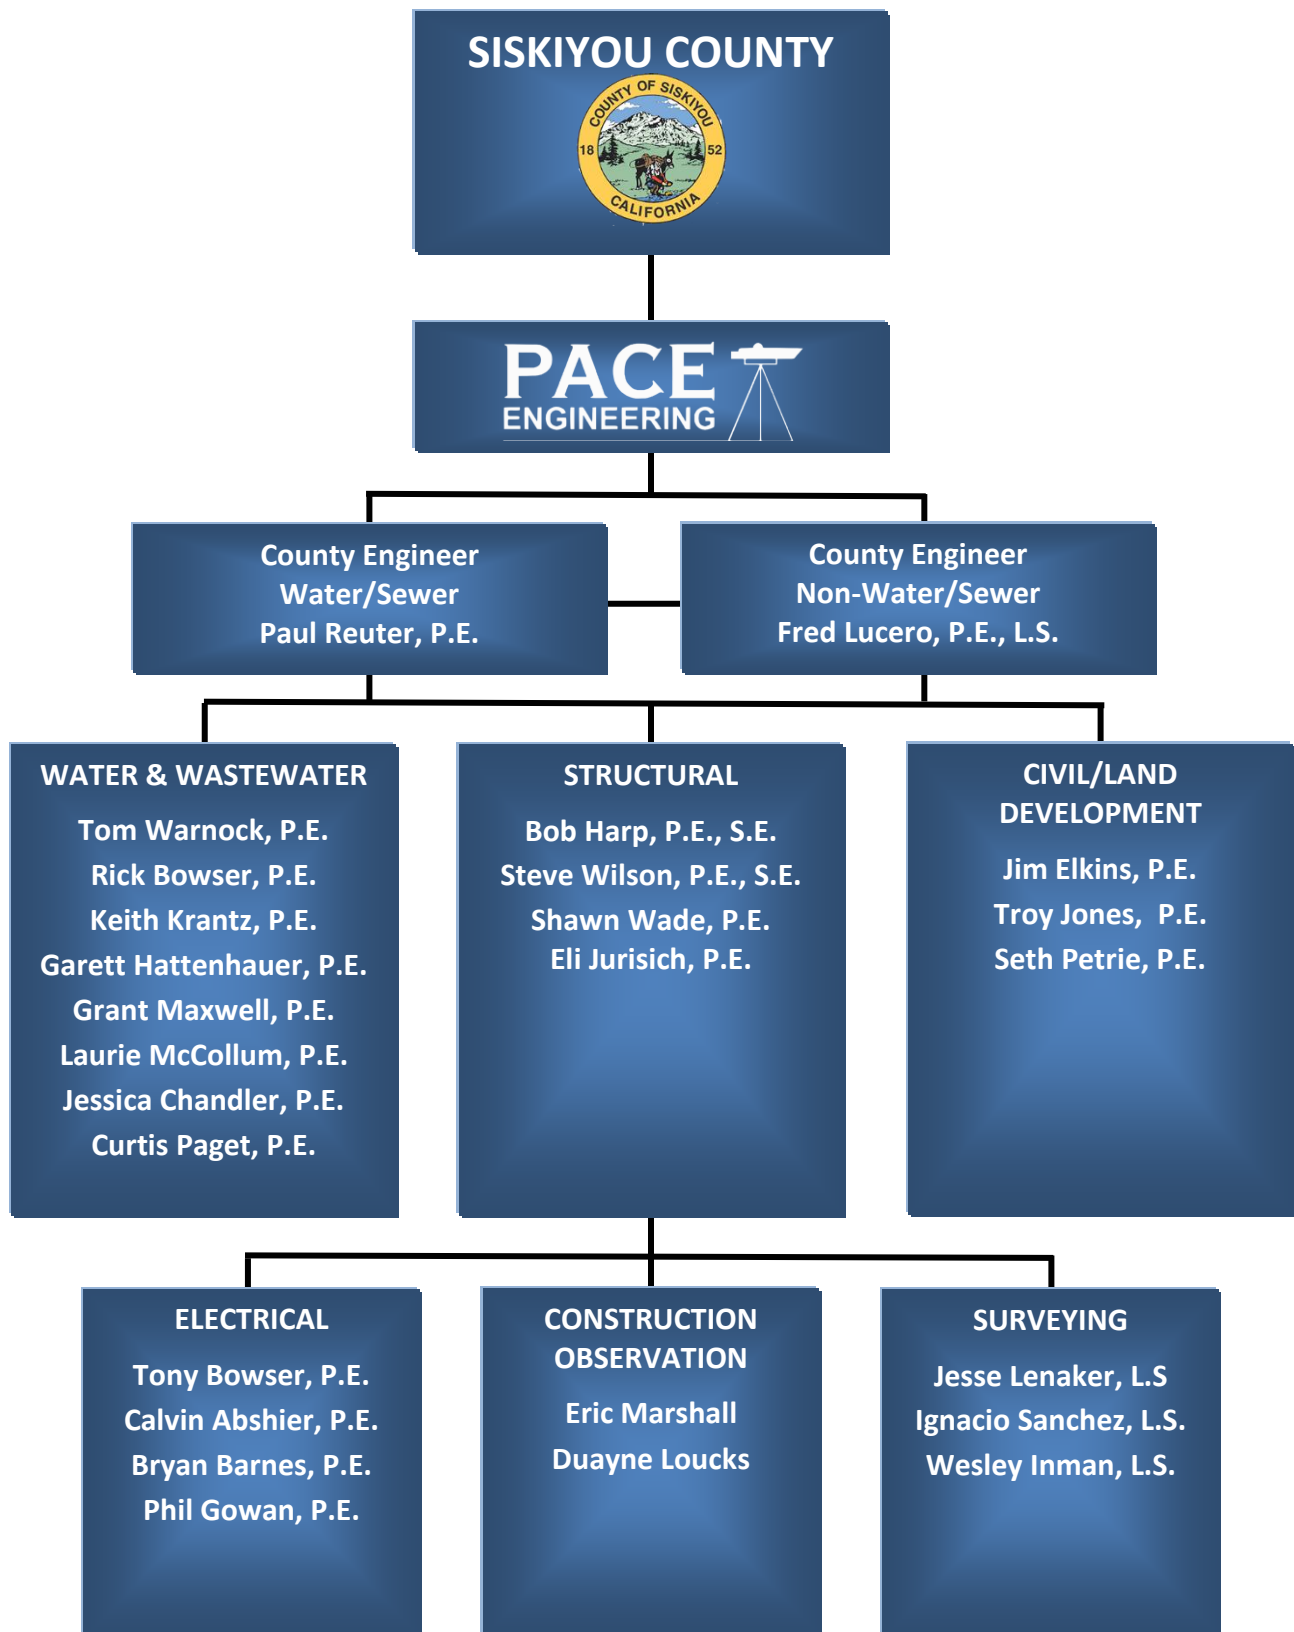 SISKIYOU COUNTY
COUNTY OF SISKIYOU
18 52
CALIFORNIA
PACE
ENGINEERING
County Engineer
Water/Sewer
Paul Reuter, P.E.
County Engineer
Non-Water/Sewer
Fred Lucero, P.E., L.S.
WATER & WASTEWATER
Tom Warnock, P.E.
Rick Bowser, P.E.
Keith Krantz, P.E.
Garett Hattenhauer, P.E.
Grant Maxwell, P.E.
Laurie McCollum, P.E.
Jessica Chandler, P.E.
Curtis Paget, P.E.
STRUCTURAL
Bob Harp, P.E., S.E.
Steve Wilson, P.E., S.E.
Shawn Wade, P.E.
Eli Jurisich, P.E.
CIVIL/LAND
DEVELOPMENT
Jim Elkins, P.E.
Troy Jones,  P.E.
Seth Petrie, P.E.
ELECTRICAL
Tony Bowser, P.E.
Calvin Abshier, P.E.
Bryan Barnes, P.E.
Phil Gowan, P.E.
CONSTRUCTION
OBSERVATION
Eric Marshall
Duayne Loucks
SURVEYING
Jesse Lenaker, L.S
Ignacio Sanchez, L.S.
Wesley Inman, L.S.